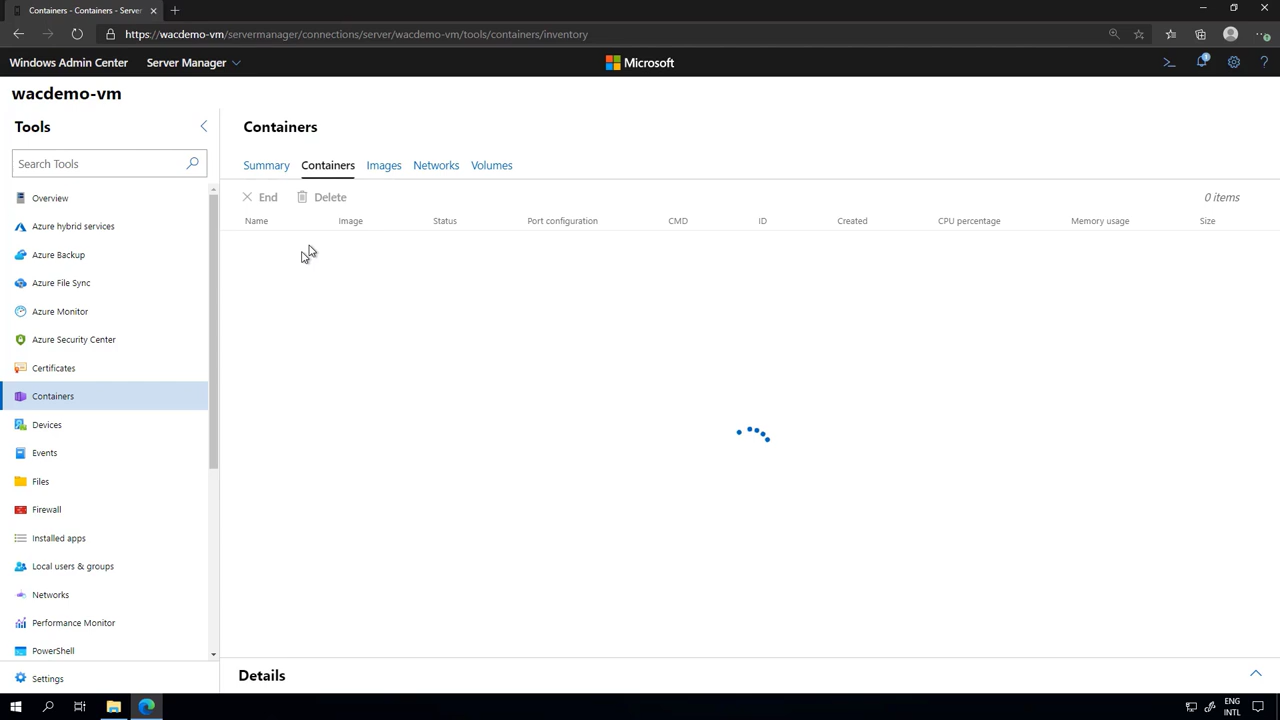 Containers - Containers - Server
https://wacdemo-vm/servermanager/connections/server/wacdemo-vm/tools/containers/inventory
Windows Admin Center
Server Manager
Microsoft
1
?
wacdemo-vm
Tools
Search Tools
Overview
Azure hybrid services
Azure Backup
Azure File Sync
Azure Monitor
Azure Security Center
Certificates
Containers
Devices
Events
Files
Firewall
Installed apps
Local users & groups
Networks
Performance Monitor
PowerShell
Settings
Containers
Summary Containers Images Networks Volumes
End Delete 0 items
Name Image Status Port configuration CMD ID Created CPU percentage Memory usage Size
Details
ENG
INTL